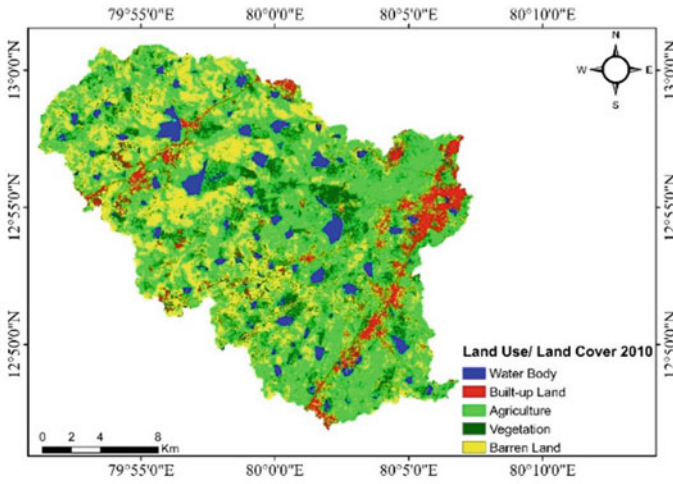 79°55'0"E 80°0'0"E 80°5'0"E 80°10'0"E
N
W E
S
13°0'0"N 13°0'0"N
12°55'0"N 12°55'0"N
12°50'0"N 12°50'0"N
Land Use/ Land Cover 2010
Water Body
Built-up Land
Agriculture
Vegetation
Barren Land
0 2 4 8
Km
79°55'0"E 80°0'0"E 80°5'0"E 80°10'0"E